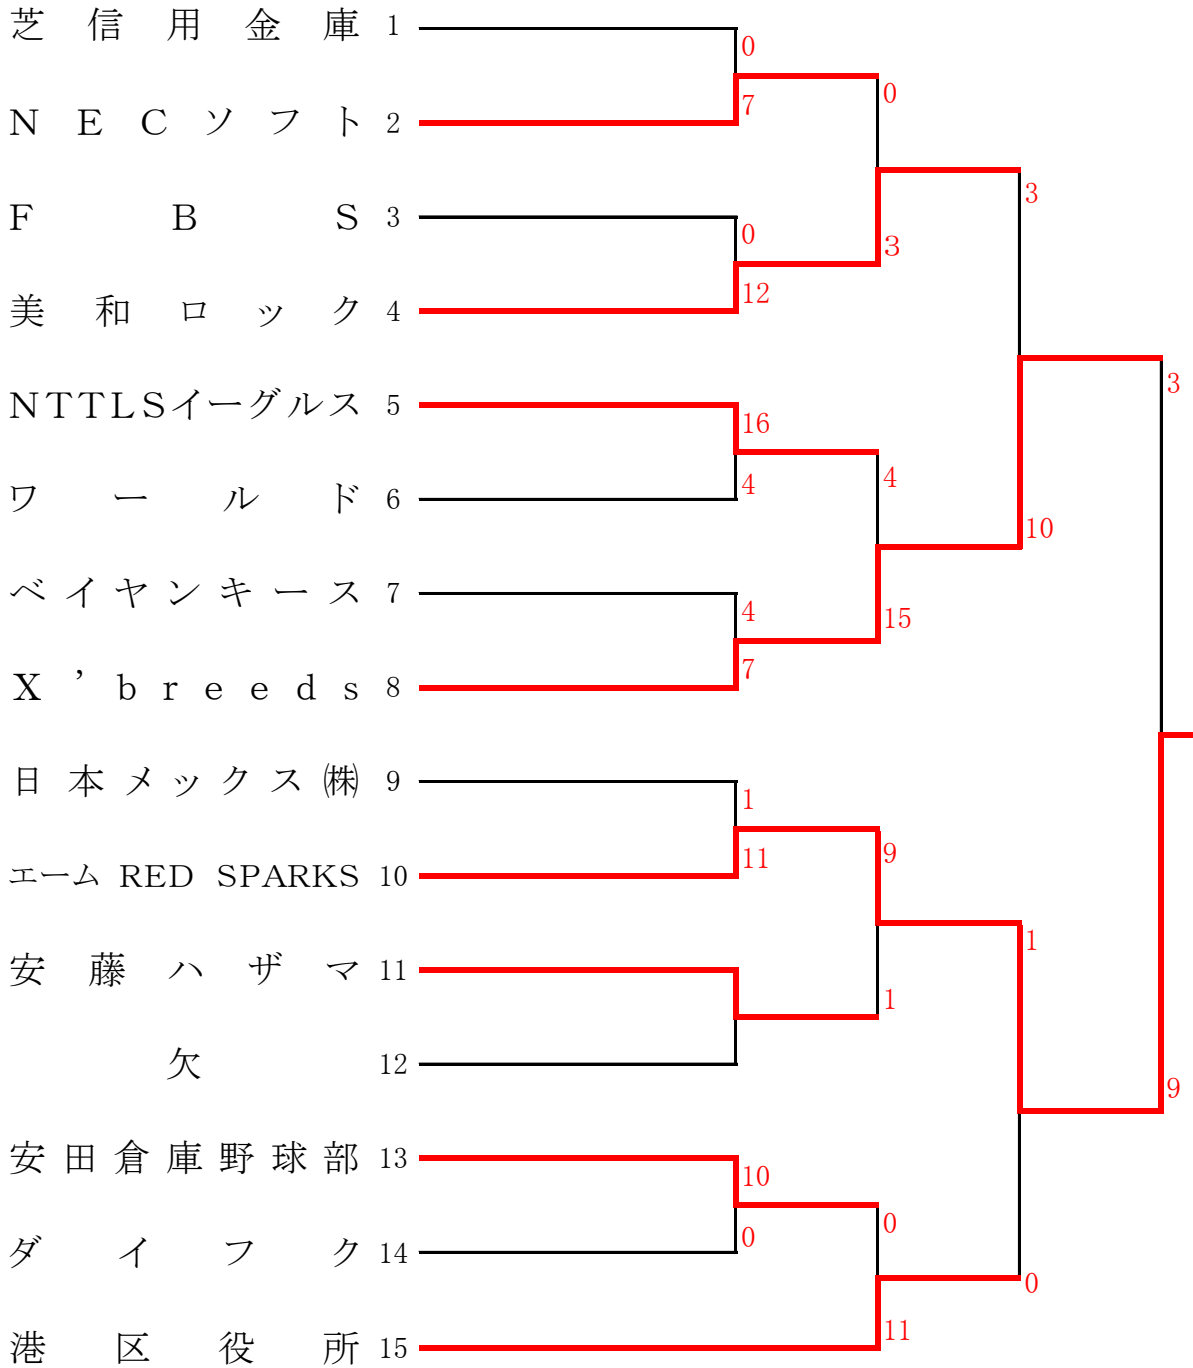 芝信用金庫 1
0
0
7
NECソフト 2
3
FBS 3
0
3
12
美和ロック 4
3
NTTLSイーグルス 5
16
4
4
ワールド 6
10
ベイヤンキース 7
4
15
7
X’breeds 8
日本メックス㈱ 9
1
9
11
エーム RED SPARKS 10
1
安藤ハザマ 11
1
欠 12
9
安田倉庫野球部 13
10
0
0
ダイフク 14
0
11
港区役所 15